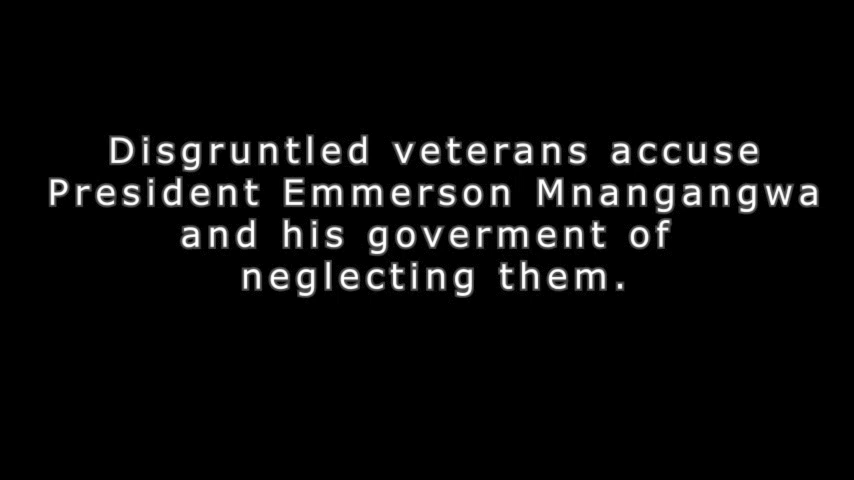 Disgruntled veterans accuse
President Emmerson Mnangangwa
and his goverment of
neglecting them.